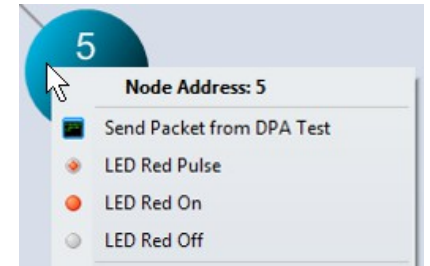 5
Node Address: 5
Send Packet from DPA Test
LED Red Pulse
LED Red On
LED Red Off